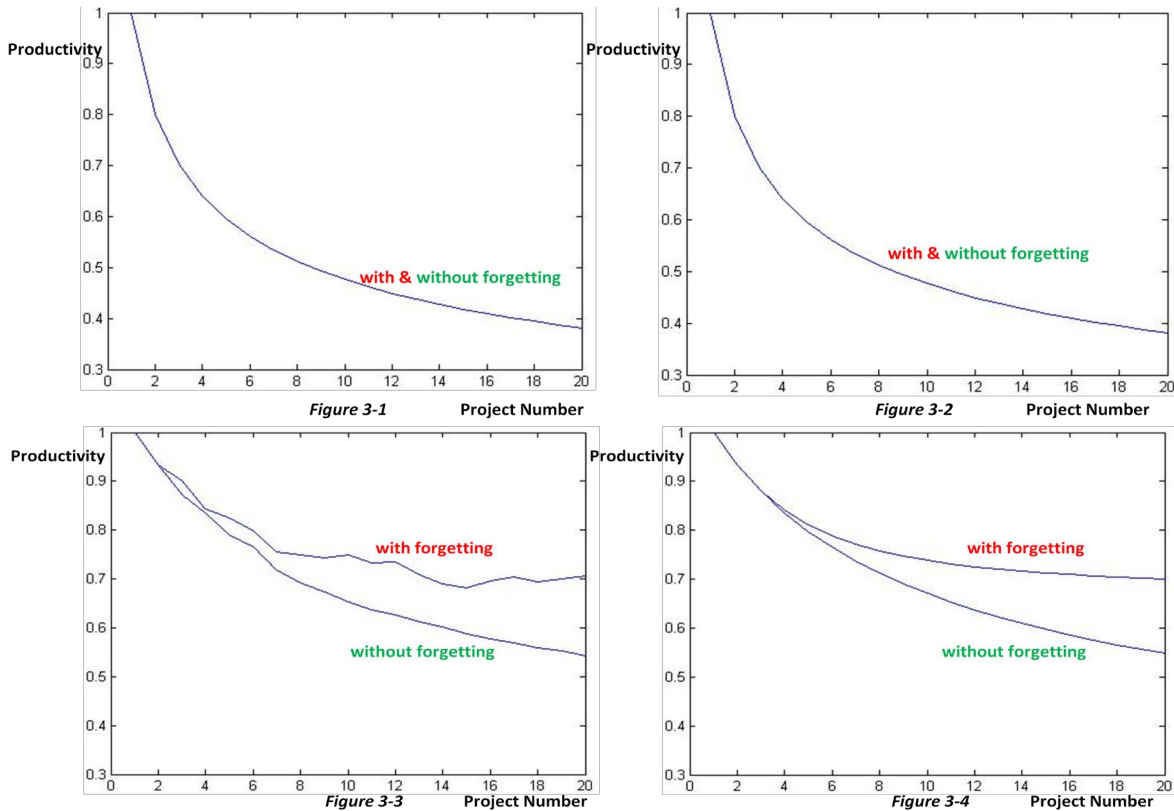 1
Productivity
0.9
0.8
0.7
0.6
0.5
with & without forgetting
0.4
0.3
0 2 4 6 8 10 12 14 16 18 20
Figure 3-1 Project Number
1
Productivity
0.9
0.8
0.7
0.6
0.5
with & without forgetting
0.4
0.3
0 2 4 6 8 10 12 14 16 18 20
Figure 3-2 Project Number
1
Productivity
0.9
0.8
with forgetting
0.7
0.6
without forgetting
0.5
0.4
0.3
0 2 4 6 8 10 12 14 16 18 20
Figure 3-3 Project Number
1
Productivity
0.9
0.8
with forgetting
0.7
0.6
without forgetting
0.5
0.4
0.3
0 2 4 6 8 10 12 14 16 18 20
Figure 3-4 Project Number